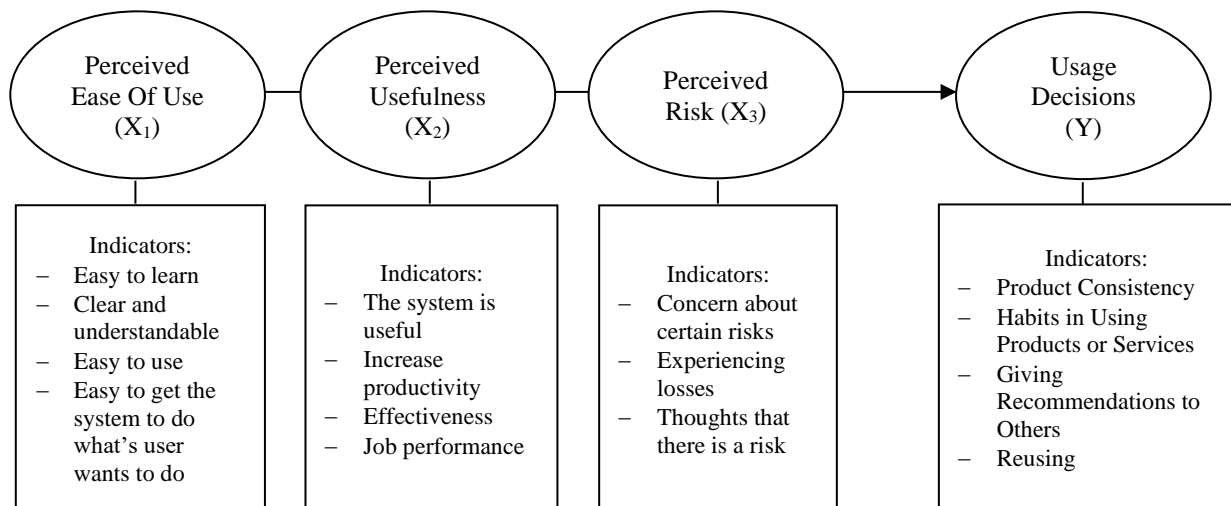 Perceived
Ease Of Use
(X₁)
Perceived
Usefulness
(X₂)
Perceived
Risk (X₃)
Usage
Decisions
(Y)
Indicators:
– Easy to learn
– Clear and
understandable
– Easy to use
– Easy to get the
system to do
what's user
wants to do
Indicators:
– The system is
useful
– Increase
productivity
– Effectiveness
– Job performance
Indicators:
– Concern about
certain risks
– Experiencing
losses
– Thoughts that
there is a risk
Indicators:
– Product Consistency
– Habits in Using
Products or Services
– Giving
Recommendations to
Others
– Reusing